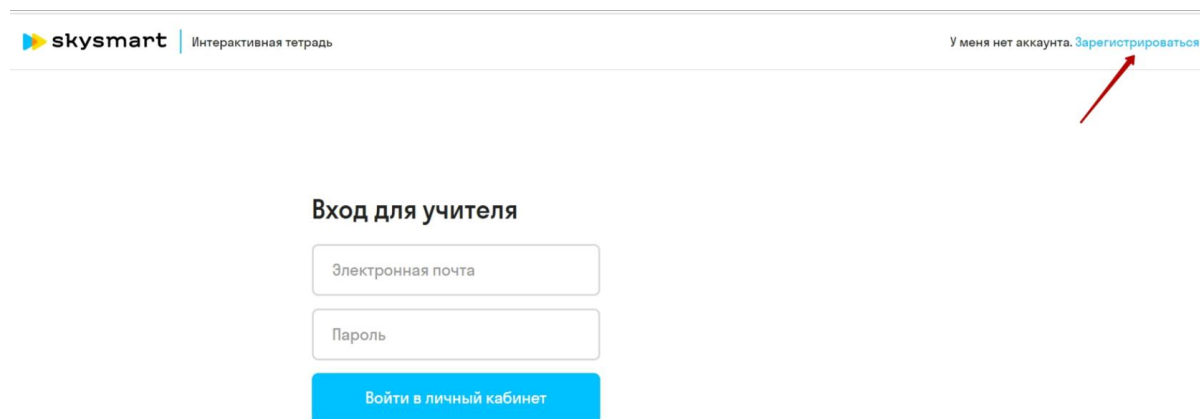 skysmart Интерактивная тетрадь У меня нет аккаунта. Зарегистрироваться
Вход для учителя
Электронная почта
Пароль
Войти в личный кабинет